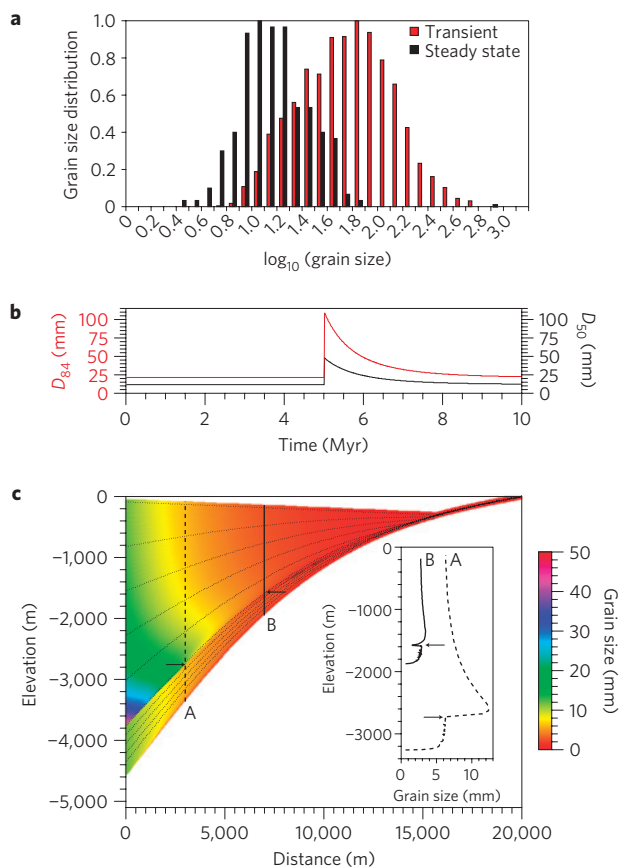 a
Transient
Steady state
Grain size distribution
1.0
0.8
0.6
0.4
0.2
0
0 0.2 0.4 0.6 0.8 1.0 1.2 1.4 1.6 1.8 2.0 2.2 2.4 2.6 2.8 3.0
log10 (grain size)
b
D84 (mm)
100
75
50
25
0
100
75
50
25
0
D50 (mm)
0 2 4 6 8 10
Time (Myr)
c
Elevation (m)
0
−1,000
−2,000
−3,000
−4,000
−5,000
A
B
0 5,000 10,000 15,000 20,000
Distance (m)
B A
Elevation (m)
0
−1000
−2000
−3000
0 5 10
Grain size (mm)
50
40
30
20
10
0
Grain size (mm)